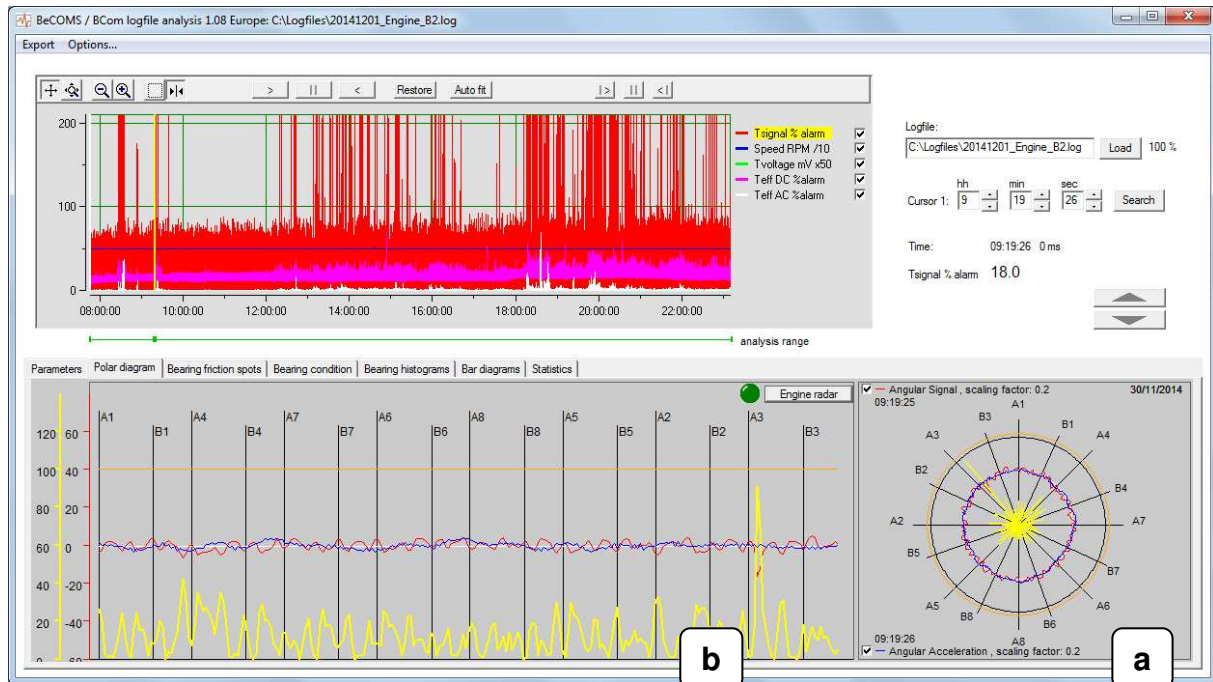 BeCOMS / BCom logfile analysis 1.08 Europe: C:\Logfiles\20141201_Engine_B2.log
Export Options...
> || < Restore Auto fit |> || <|
200
100
0
08:00:00 10:00:00 12:00:00 14:00:00 16:00:00 18:00:00 20:00:00 22:00:00
Tsignal % alarm
Speed RPM /10
Tvoltage mV x50
Teff DC %alarm
Teff AC %alarm
analysis range
Logfile:
C:\Logfiles\20141201_Engine_B2.log Load 100 %
hh min sec
Cursor 1: 9 19 26 Search
Time: 09:19:26 0 ms
Tsignal % alarm 18.0
Parameters Polar diagram Bearing friction spots Bearing condition Bearing histograms Bar diagrams Statistics
Engine radar
A1 A4 A7 A6 A8 A5 A2 A3
B1 B4 B7 B6 B8 B5 B2 B3
120 60
100 40
80 20
60 0
40 -20
20 -40
0 -60
b
Angular Signal , scaling factor: 0.2 30/11/2014
09:19:25
A1
B3 B1
A3 A4
B2 B4
A2 A7
B5 B7
A5 A6
B8 B6
A8
09:19:26
Angular Acceleration , scaling factor: 0.2
a